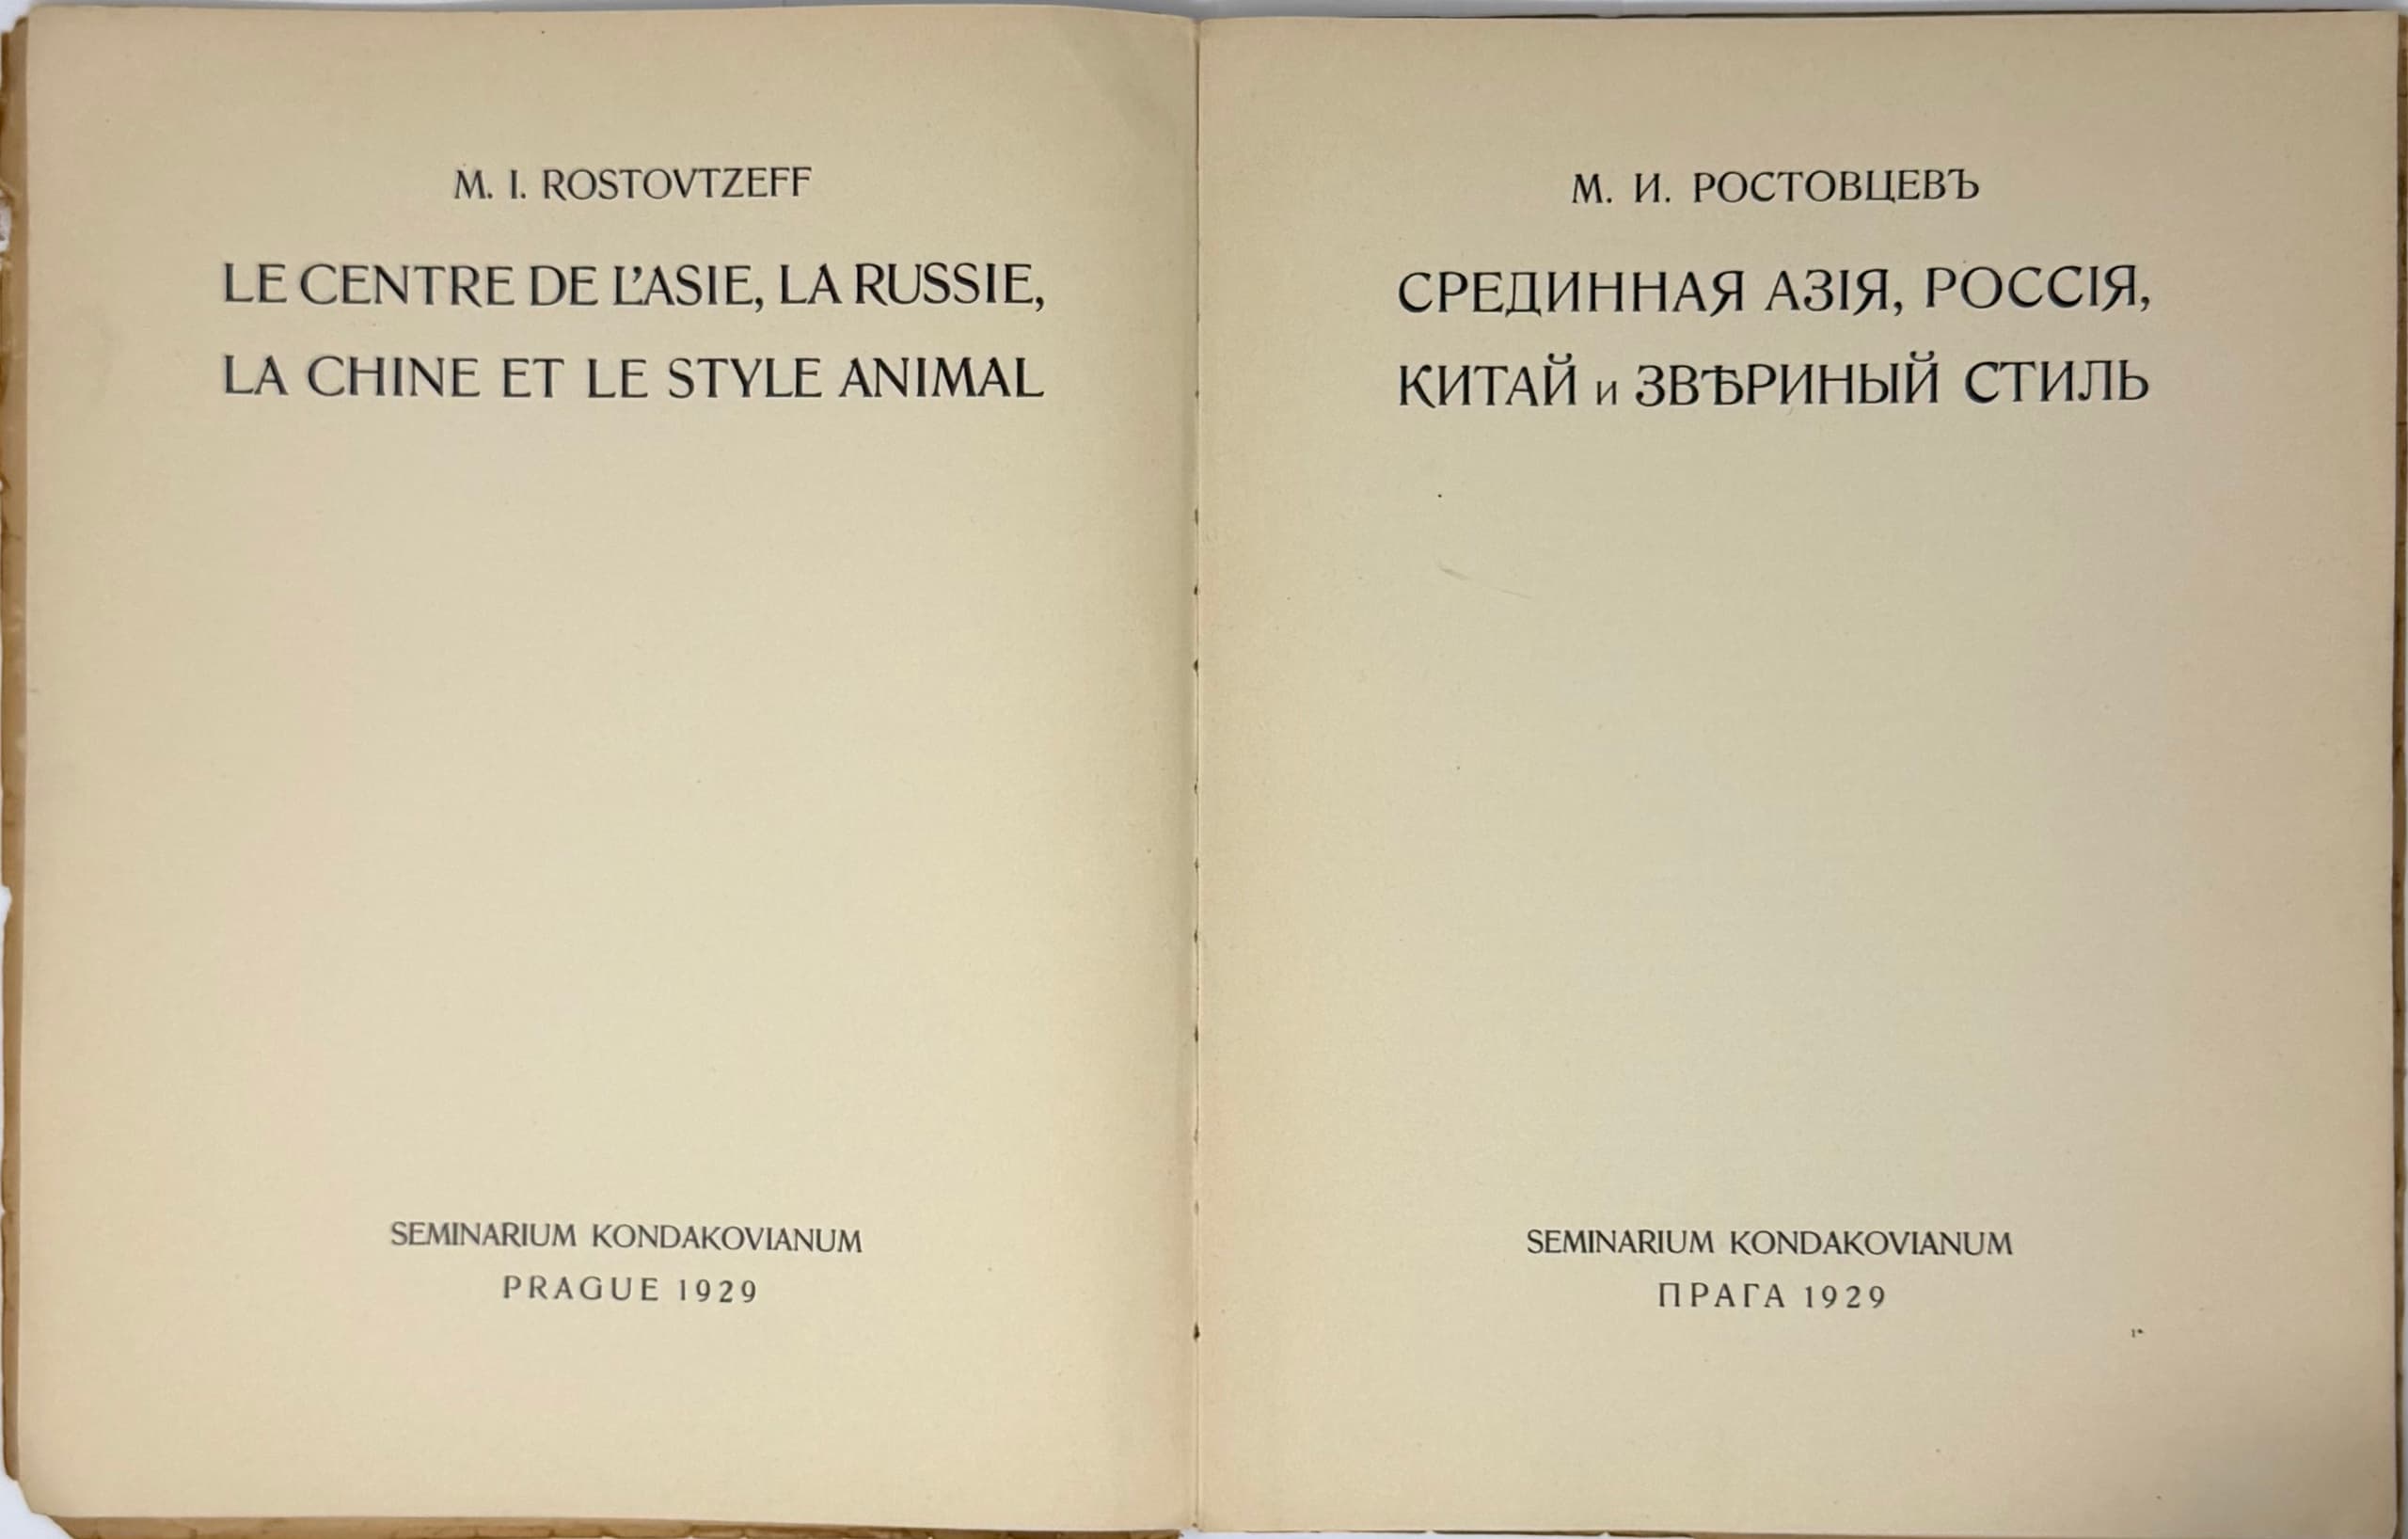 M. I. ROSTOVTZEFF
LE CENTRE DE L'ASIE, LA RUSSIE,
LA CHINE ET LE STYLE ANIMAL
SEMINARIUM KONDAKOVIANUM
PRAGUE 1929
М. И. РОСТОВЦЕВЪ
СРЕДИННАЯ АЗІЯ, РОССІЯ,
КИТАЙ и ЗВѢРИНЫЙ СТИЛЬ
SEMINARIUM KONDAKOVIANUM
ПРАГА 1929